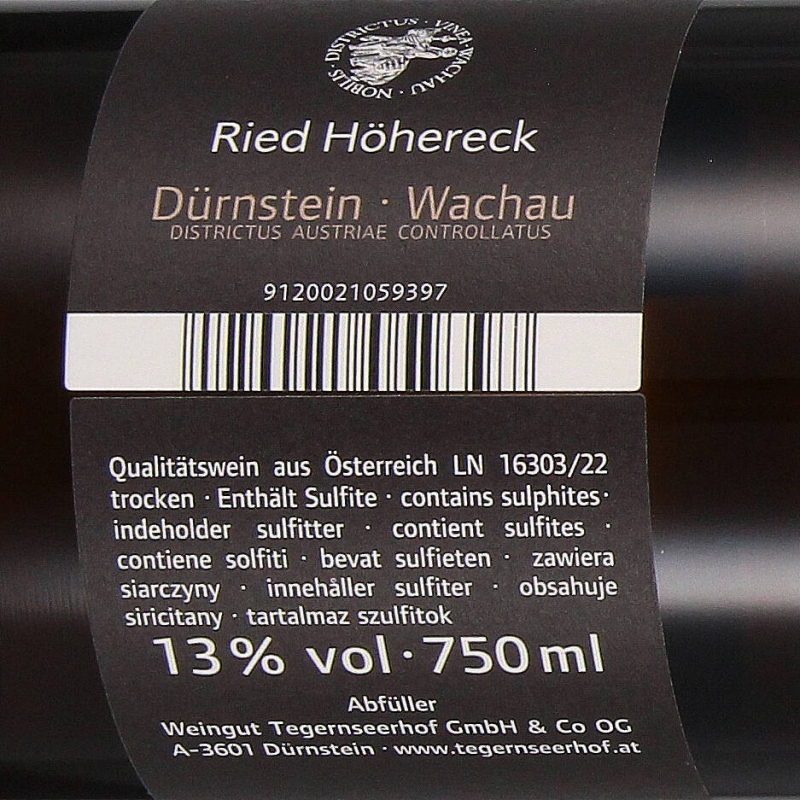 NOBILIS · DISTRICTUS · VINEA · WACHAU ·
Ried Höhereck
Dürnstein · Wachau
DISTRICTUS AUSTRIAE CONTROLLATUS
9120021059397
Qualitätswein aus Österreich LN 16303/22
trocken · Enthält Sulfite · contains sulphites·
indeholder sulfitter · contient sulfites ·
contiene solfiti · bevat sulfieten · zawiera
siarczyny · innehåller sulfiter · obsahuje
siricitany · tartalmaz szulfitok
13% vol·750ml
Abfüller
Weingut Tegernseerhof GmbH & Co OG
A-3601 Dürnstein · www.tegernseerhof.at